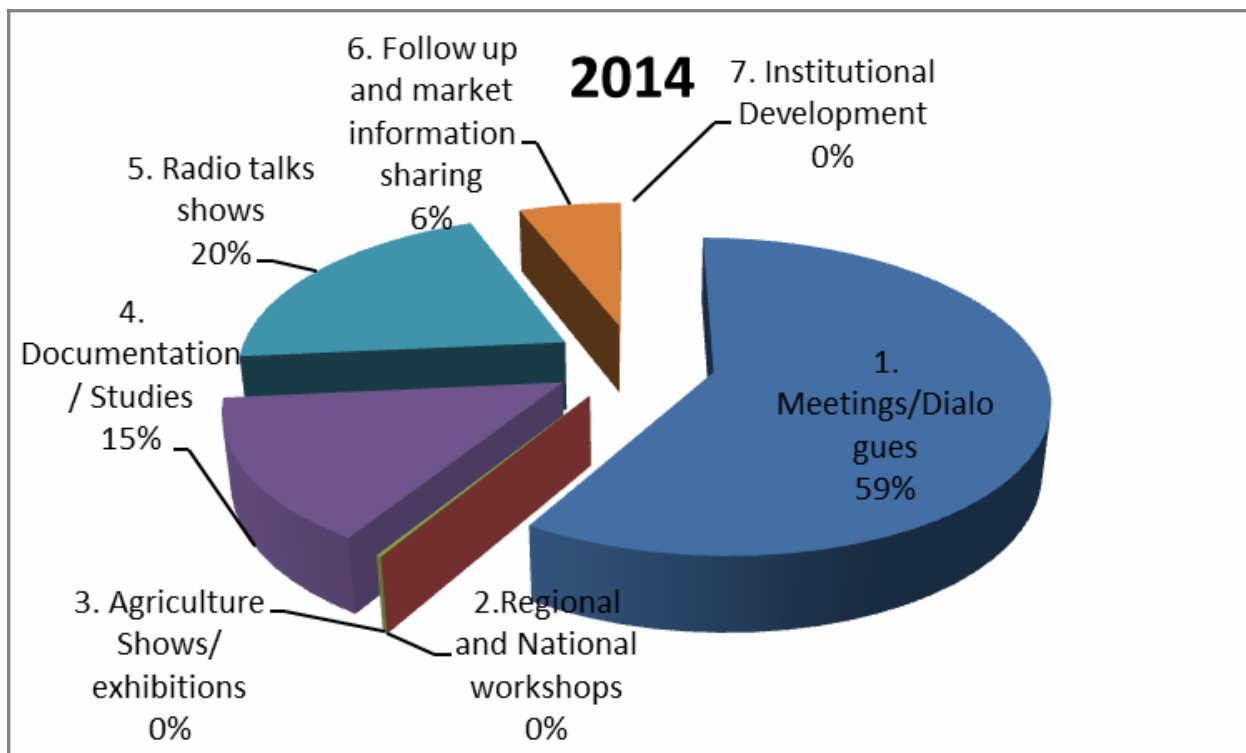 2014
6. Follow up
and market
information
sharing
6%
7. Institutional
Development
0%
5. Radio talks
shows
20%
4.
Documentation
/ Studies
15%
1.
Meetings/Dialo
gues
59%
3. Agriculture
Shows/
exhibitions
0%
2.Regional
and National
workshops
0%